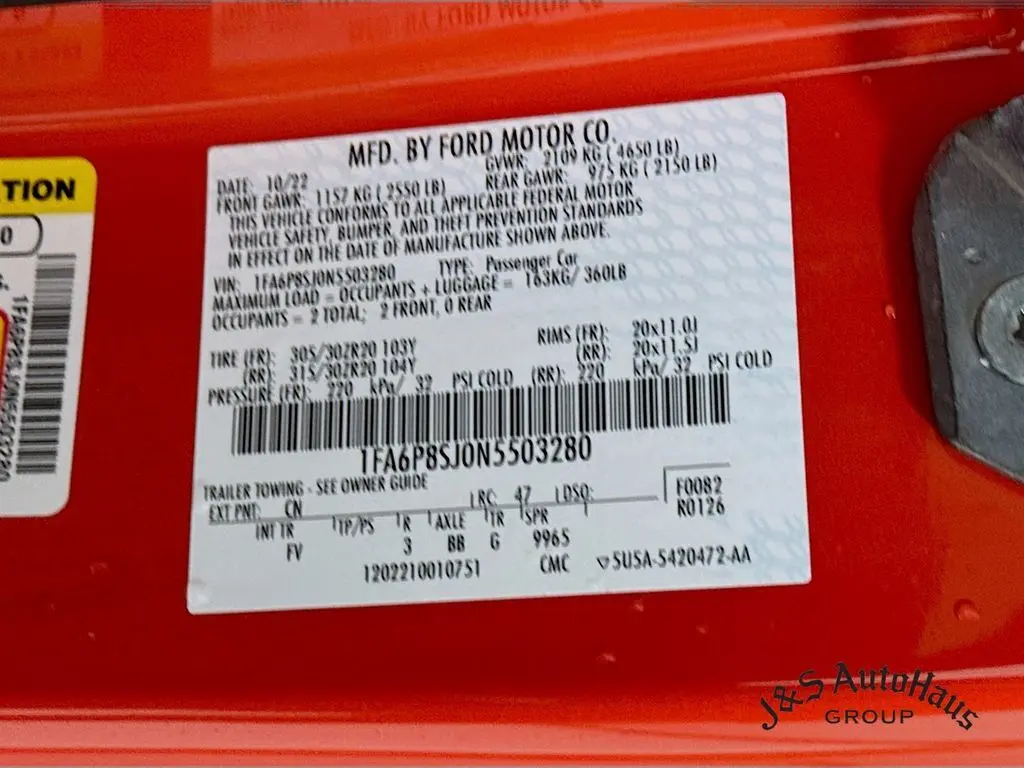 MFD. BY FORD MOTOR CO.
DATE: 10/22 GVWR: 2109 KG ( 4650 LB)
FRONT GAWR: 1157 KG ( 2550 LB) REAR GAWR: 975 KG ( 2150 LB)
THIS VEHICLE CONFORMS TO ALL APPLICABLE FEDERAL MOTOR
VEHICLE SAFETY, BUMPER, AND THEFT PREVENTION STANDARDS
IN EFFECT ON THE DATE OF MANUFACTURE SHOWN ABOVE.
VIN: 1FA6P8SJ0N5503280 TYPE: Passenger Car
MAXIMUM LOAD = OCCUPANTS + LUGGAGE = 163KG/ 360LB
OCCUPANTS = 2 TOTAL; 2 FRONT, 0 REAR
TIRE (FR): 305/30ZR20 103Y RIMS (FR): 20x11.0J
(RR): 315/30ZR20 104Y (RR): 20x11.5J
PRESSURE (FR): 220 kPa/ 32 PSI COLD (RR): 220 kPa/ 32 PSI COLD
1FA6P8SJ0N5503280
TRAILER TOWING - SEE OWNER GUIDE
EXT PNT: CN RC: 47 DSO: F0082
R0126
INT TR TP/PS R AXLE TR SPR
FV 3 BB G 9965
1202210010751 CMC 5U5A-5420472-AA
TION
0
1FA6P8SJ0N5503280
J&S AutoHaus
GROUP